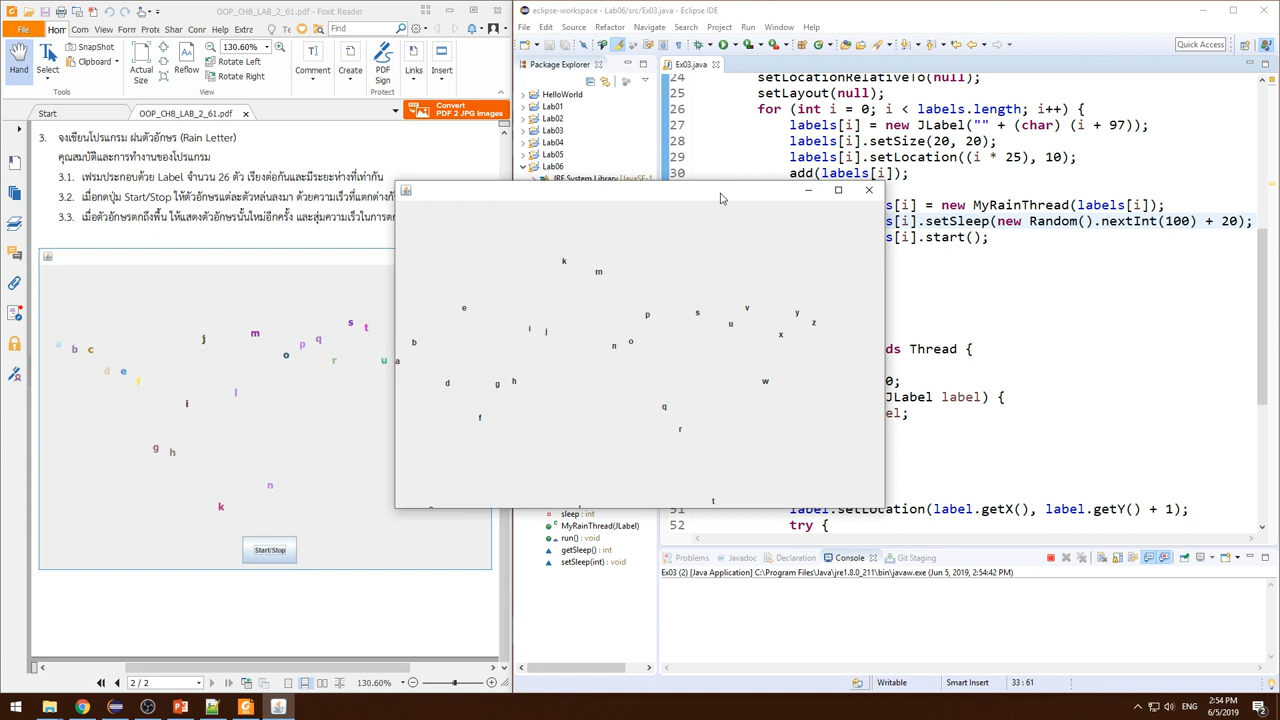 OOP_CH8_LAB_2_61.pdf - Foxit Reader
File
Hom
Com
View
Form
Prote
Shar
Conn
Extra
Find
Hand
Select
SnapShot
Clipboard
Actual
Size
Reflow
130.60%
Rotate Left
Rotate Right
Comment
Create
PDF
Sign
Links
Insert
Tools
View
Protect
Start
OOP_CH8_LAB_2_61.pdf
Convert
PDF 2 JPG Images
3. จงเขียนโปรแกรม ฝนตัวอักษร (Rain Letter)
คุณสมบัติและการทำงานของโปรแกรม
3.1. เฟรมประกอบด้วย Label จำนวน 26 ตัว เรียงต่อกันและมีระยะห่างที่เท่ากัน
3.2. เมื่อกดปุ่ม Start/Stop ให้ตัวอักษรแต่ละตัวหล่นลงมา ด้วยความเร็วที่แตกต่างกั
3.3. เมื่อตัวอักษรตกถึงพื้น ให้แสดงตัวอักษรนั้นใหม่อีกครั้ง และสุ่มความเร็วในการต
a b c d e f g h i j k l m n o p q r s t u
Start/Stop
2 / 2
130.60%
eclipse-workspace - Lab06/src/Ex03.java - Eclipse IDE
File Edit Source Refactor Navigate Search Project Run Window Help
Quick Access
Package Explorer
HelloWorld
Lab01
Lab02
Lab03
Lab04
Lab05
Lab06
JRE System Library [JavaSE-1
Ex03.java
24 setLocationRelativeTo(null);
25 setLayout(null);
26 for (int i = 0; i < labels.length; i++) {
27 labels[i] = new JLabel("" + (char) (i + 97));
28 labels[i].setSize(20, 20);
29 labels[i].setLocation((i * 25), 10);
30 add(labels[i]);
s[i] = new MyRainThread(labels[i]);
s[i].setSleep(new Random().nextInt(100) + 20);
s[i].start();
ds Thread {
0;
JLabel label) {
el;
51 label.setLocation(label.getX(), label.getY() + 1);
52 try {
a b d e f g h i j k m n o p q r s t u v w x y z
sleep : int
MyRainThread(JLabel)
run() : void
getSleep() : int
setSleep(int) : void
Problems Javadoc Declaration Console Git Staging
Ex03 (2) [Java Application] C:\Program Files\Java\jre1.8.0_211\bin\javaw.exe (Jun 5, 2019, 2:54:42 PM)
Writable
Smart Insert
33 : 61
ENG
2:54 PM
6/5/2019